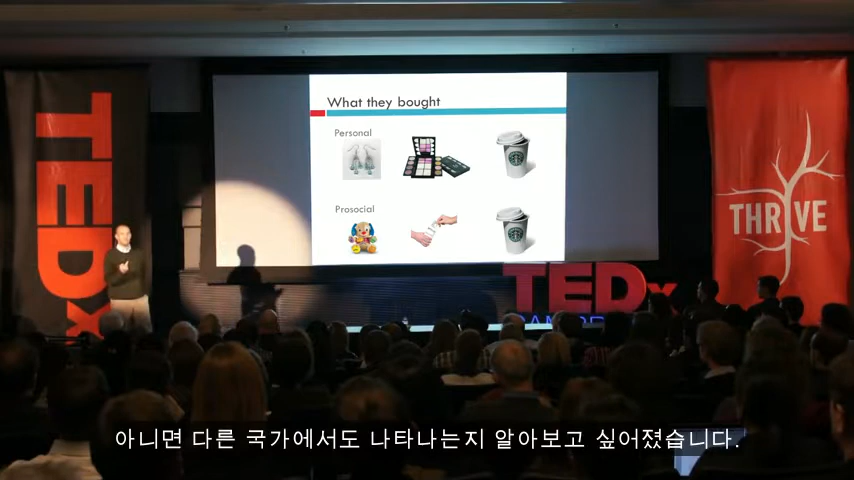 TEDx
What they bought
Personal
Prosocial
THRIVE
TEDx
아니면 다른 국가에서도 나타나는지 알아보고 싶어졌습니다.